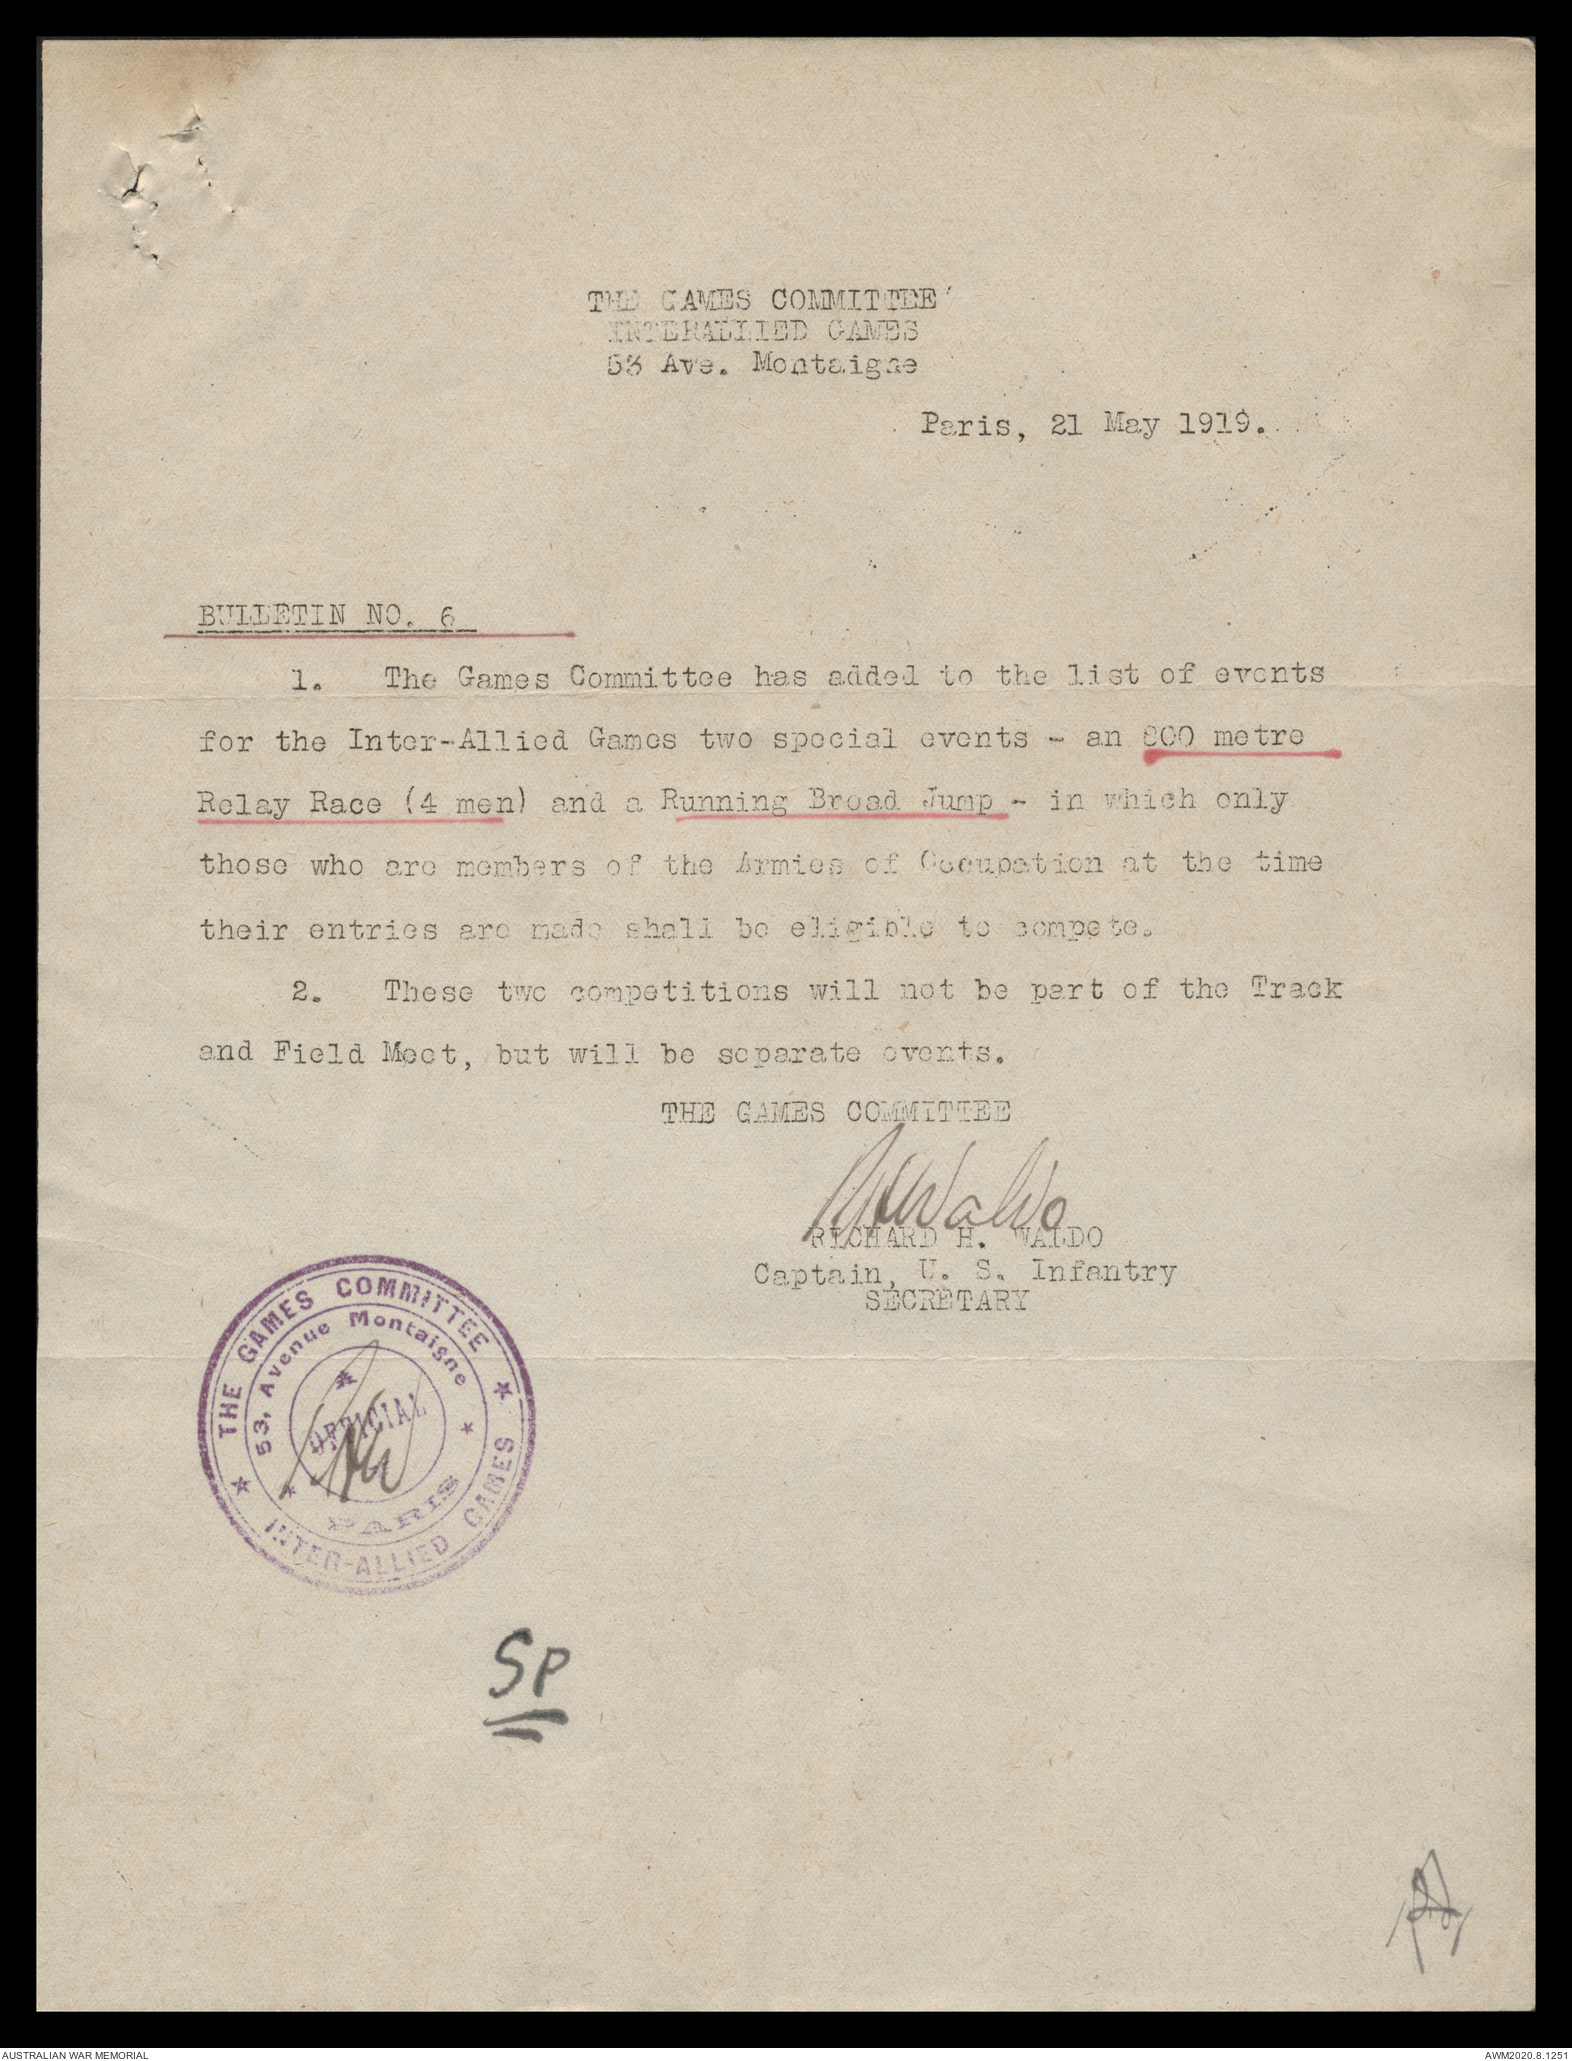 THE GAMES COMMITTEE
INTERALLIED GAMES
53 Ave. Montaigne
Paris, 21 May 1919.
BULLETIN NO. 6
1. The Games Committee has added to the list of events
for the Inter-Allied Games two special events - an 800 metre
Relay Race (4 men) and a Running Broad Jump - in which only
those who are members of the Armies of Occupation at the time
their entries are made shall be eligible to compete.
2. These two competitions will not be part of the Track
and Field Meet, but will be separate events.
THE GAMES COMMITTEE
RHWaldo
RICHARD H. WALDO
Captain, U. S. Infantry
SECRETARY
THE GAMES COMMITTEE
53, Avenue Montaigne
OFFICIAL
PARIS
INTER-ALLIED GAMES
SP
AUSTRALIAN WAR MEMORIAL
AWM2020.8.1251